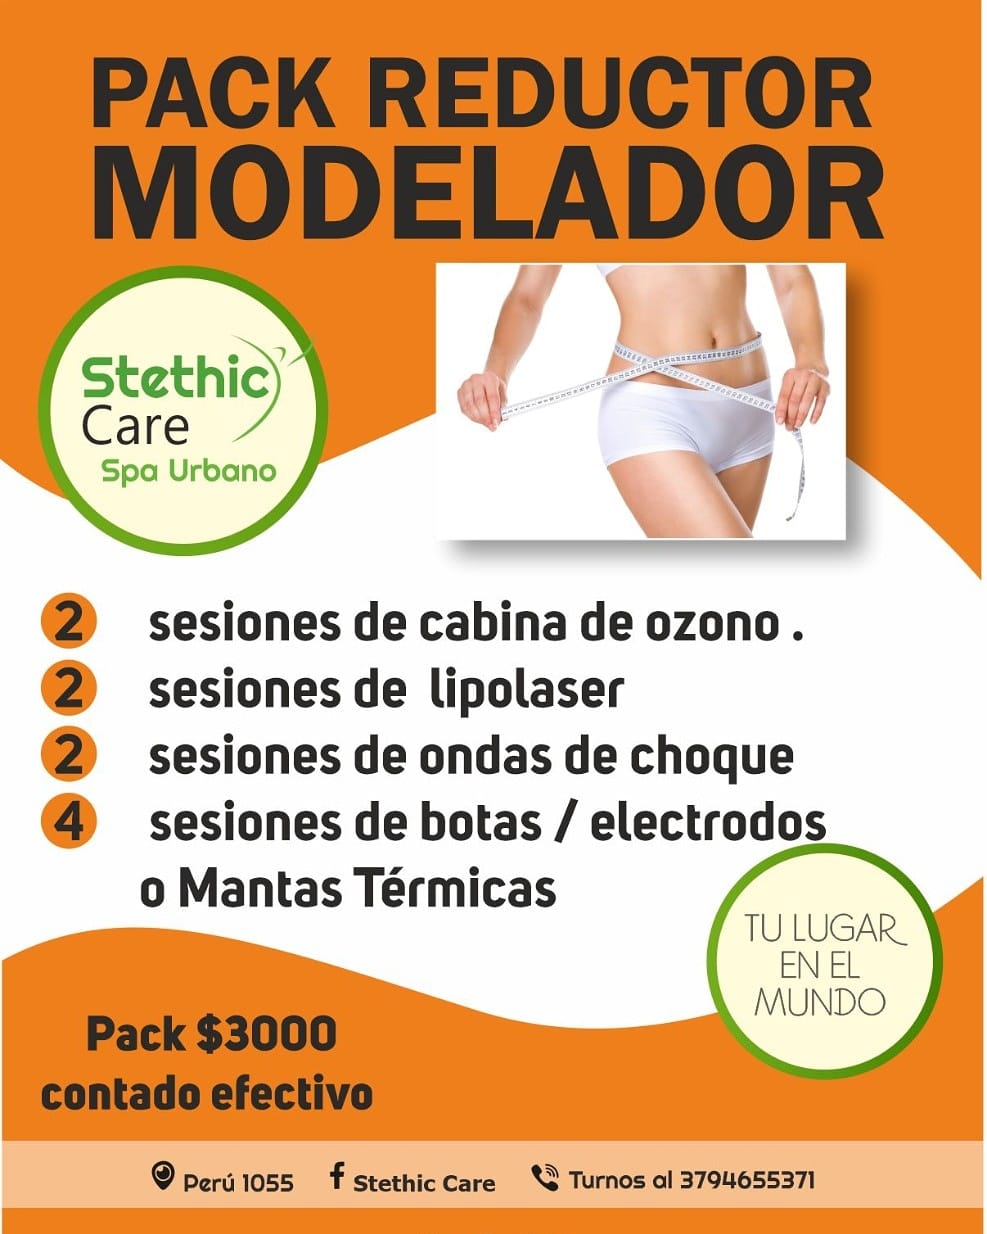 PACK REDUCTOR
MODELADOR
Stethic
Care
Spa Urbano
2 sesiones de cabina de ozono .
2 sesiones de lipolaser
2 sesiones de ondas de choque
4 sesiones de botas / electrodos
o Mantas Térmicas
TU LUGAR
EN EL
MUNDO
Pack $3000
contado efectivo
Perú 1055 f Stethic Care Turnos al 3794655371